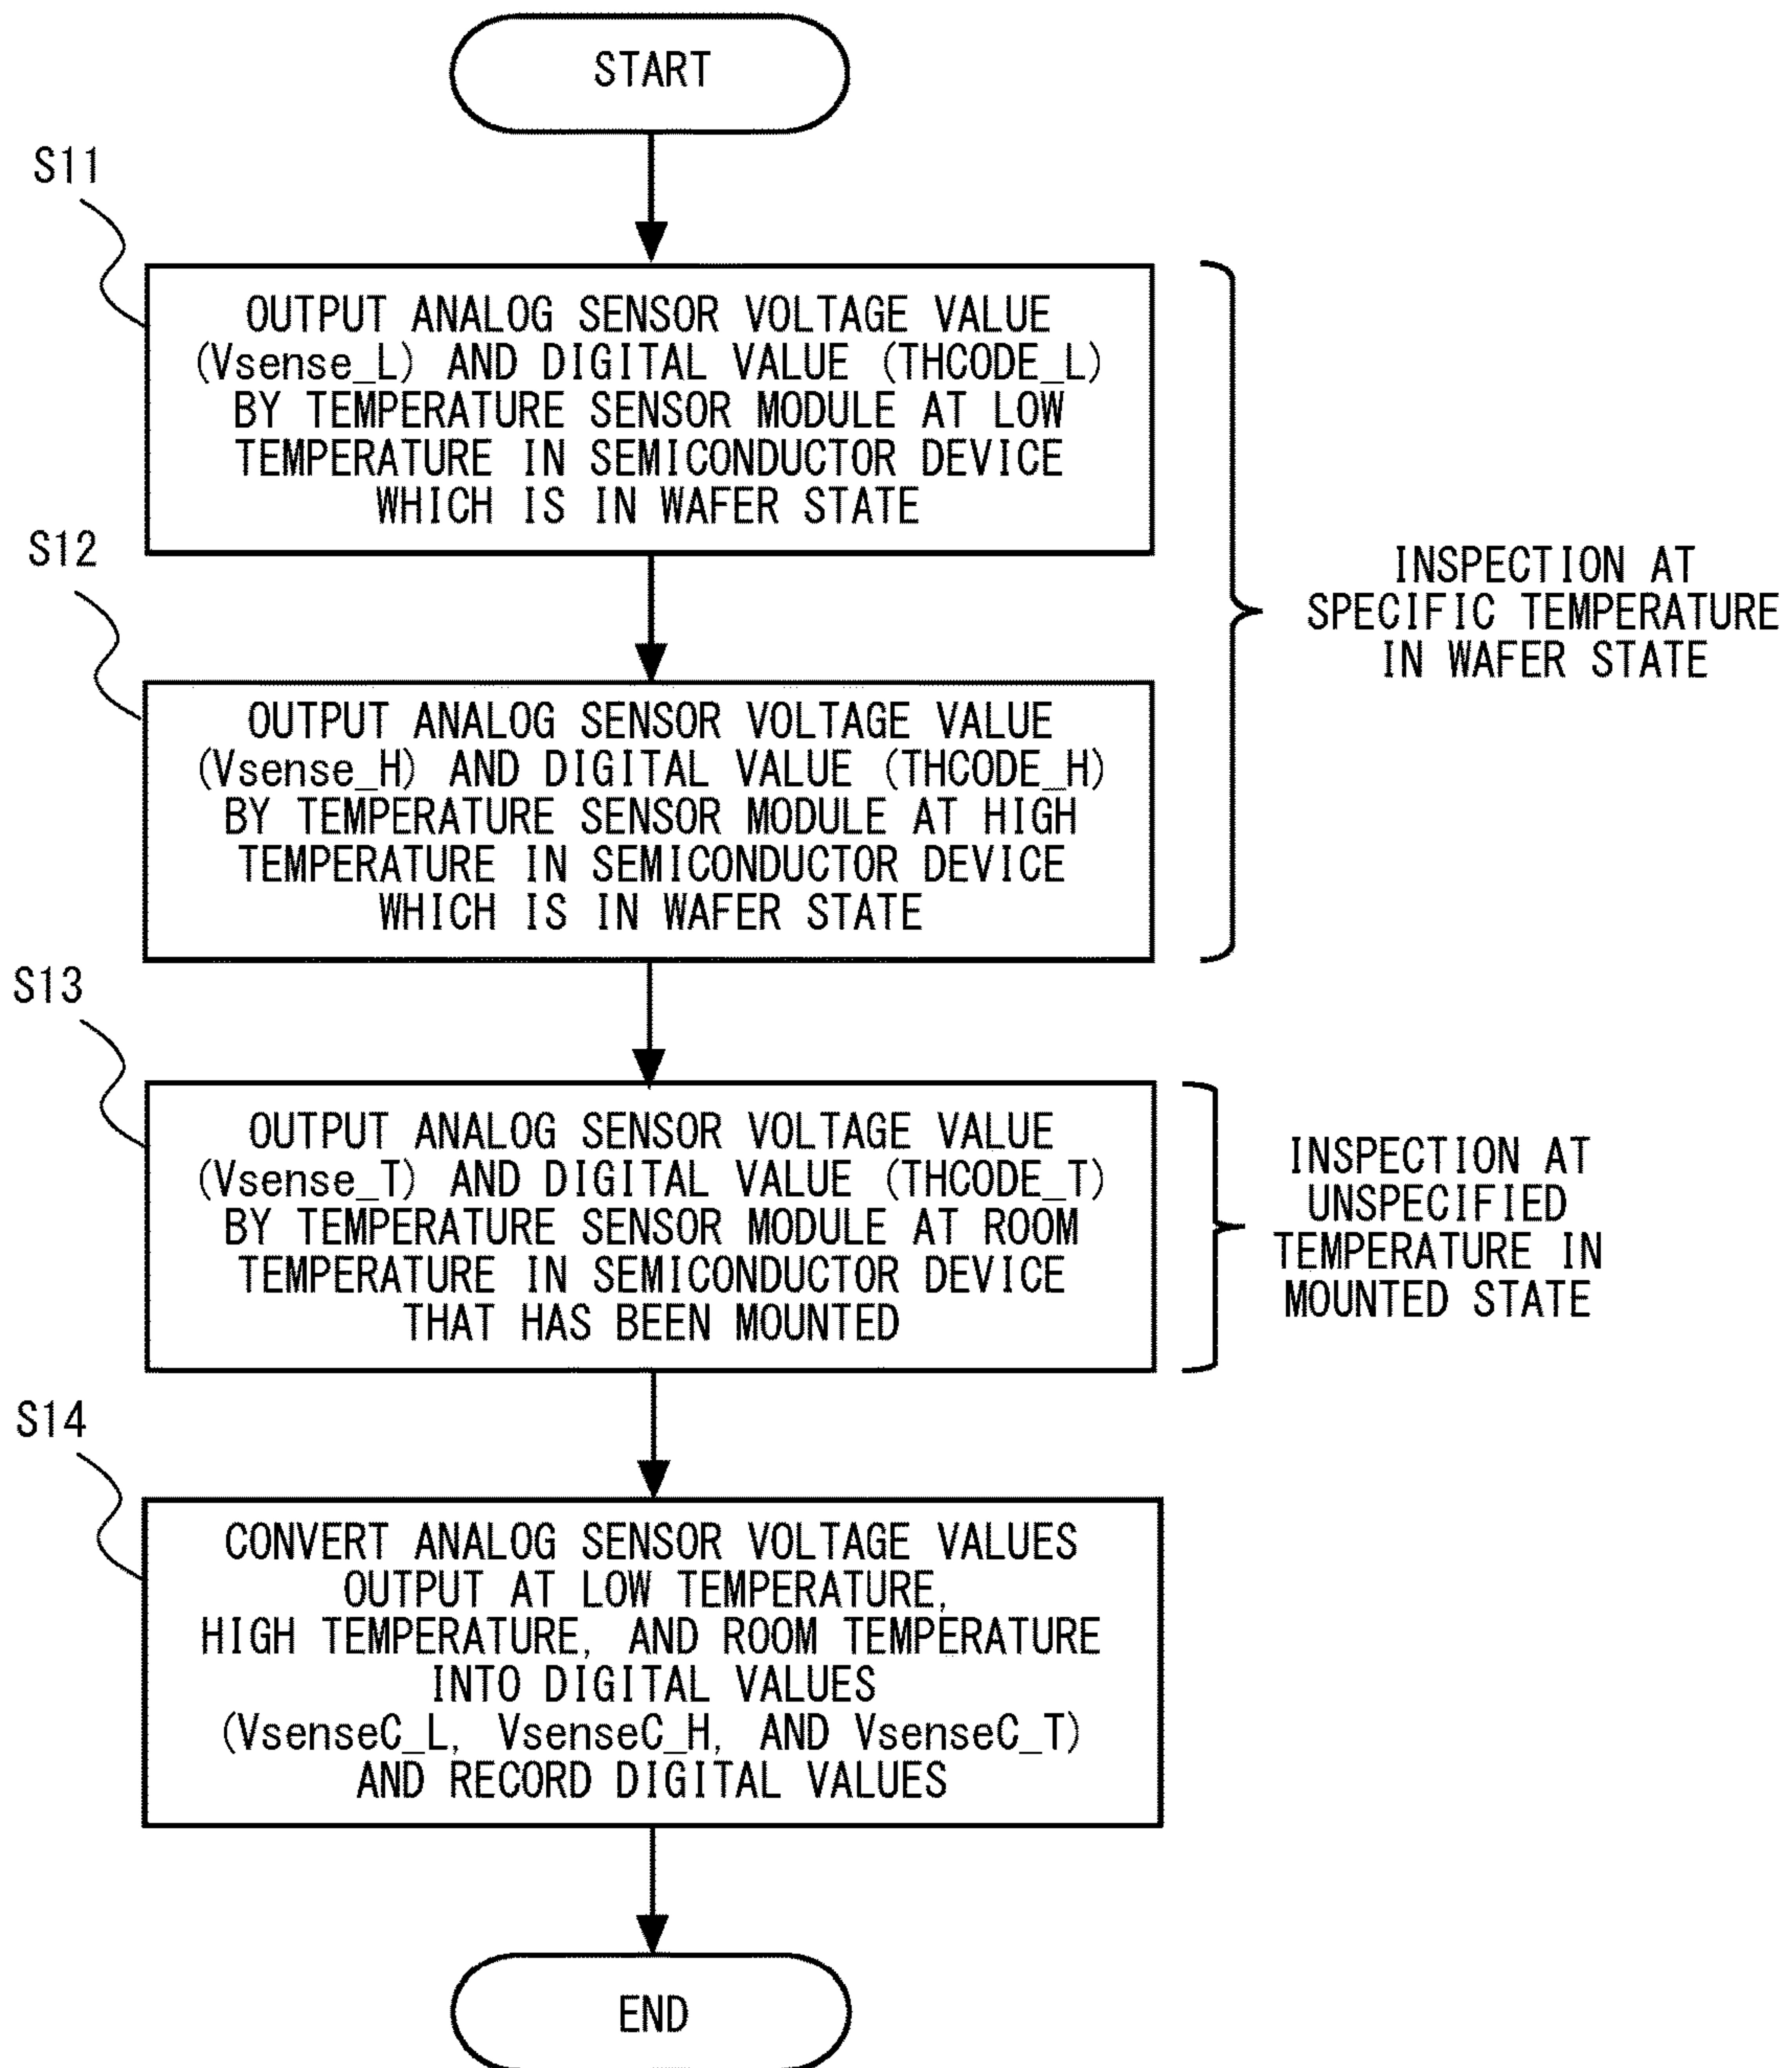 START
S11
OUTPUT ANALOG SENSOR VOLTAGE VALUE
(Vsense_L) AND DIGITAL VALUE (THCODE_L)
BY TEMPERATURE SENSOR MODULE AT LOW
TEMPERATURE IN SEMICONDUCTOR DEVICE
WHICH IS IN WAFER STATE
S12
OUTPUT ANALOG SENSOR VOLTAGE VALUE
(Vsense_H) AND DIGITAL VALUE (THCODE_H)
BY TEMPERATURE SENSOR MODULE AT HIGH
TEMPERATURE IN SEMICONDUCTOR DEVICE
WHICH IS IN WAFER STATE
INSPECTION AT
SPECIFIC TEMPERATURE
IN WAFER STATE
S13
OUTPUT ANALOG SENSOR VOLTAGE VALUE
(Vsense_T) AND DIGITAL VALUE (THCODE_T)
BY TEMPERATURE SENSOR MODULE AT ROOM
TEMPERATURE IN SEMICONDUCTOR DEVICE
THAT HAS BEEN MOUNTED
INSPECTION AT
UNSPECIFIED
TEMPERATURE IN
MOUNTED STATE
S14
CONVERT ANALOG SENSOR VOLTAGE VALUES
OUTPUT AT LOW TEMPERATURE,
HIGH TEMPERATURE, AND ROOM TEMPERATURE
INTO DIGITAL VALUES
(VsenseC_L, VsenseC_H, AND VsenseC_T)
AND RECORD DIGITAL VALUES
END